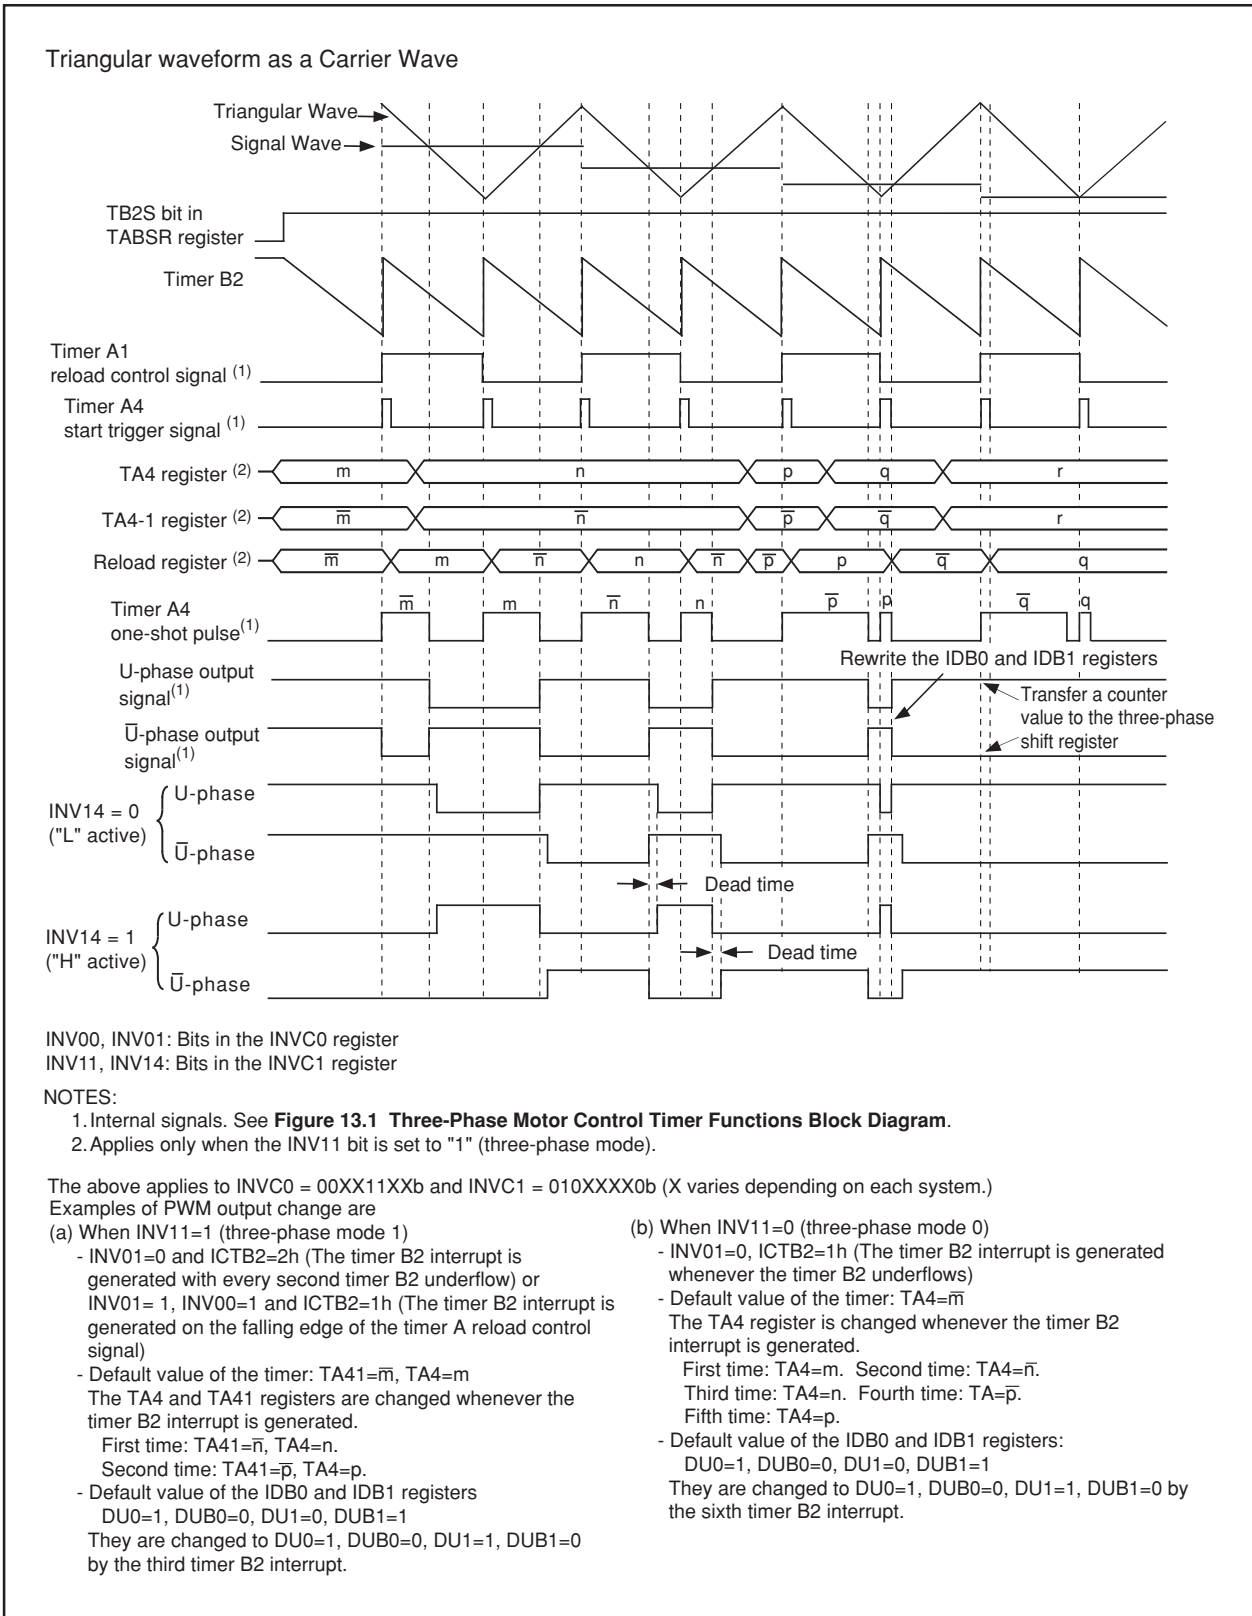 Triangular waveform as a Carrier Wave
Triangular Wave
Signal Wave
TB2S bit in
TABSR register
Timer B2
Timer A1
reload control signal (1)
Timer A4
start trigger signal (1)
TA4 register (2)
m n p q r
TA4-1 register (2)
m̅ n̅ p̅ q̅ r
Reload register (2)
m̅ m n̅ n n̅ p̅ p q̅ q
Timer A4
one-shot pulse(1)
m̅ m n̅ n p̅ p q̅ q
Rewrite the IDB0 and IDB1 registers
U-phase output
signal(1)
Transfer a counter
value to the three-phase
shift register
U̅-phase output
signal(1)
INV14 = 0
("L" active)
U-phase
U̅-phase
Dead time
INV14 = 1
("H" active)
U-phase
Dead time
U̅-phase
INV00, INV01: Bits in the INVC0 register
INV11, INV14: Bits in the INVC1 register
NOTES:
1. Internal signals. See Figure 13.1 Three-Phase Motor Control Timer Functions Block Diagram.
2. Applies only when the INV11 bit is set to "1" (three-phase mode).
The above applies to INVC0 = 00XX11XXb and INVC1 = 010XXXX0b (X varies depending on each system.)
Examples of PWM output change are
(a) When INV11=1 (three-phase mode 1)
- INV01=0 and ICTB2=2h (The timer B2 interrupt is
generated with every second timer B2 underflow) or
INV01= 1, INV00=1 and ICTB2=1h (The timer B2 interrupt is
generated on the falling edge of the timer A reload control
signal)
- Default value of the timer: TA41=m̅, TA4=m
The TA4 and TA41 registers are changed whenever the
timer B2 interrupt is generated.
First time: TA41=n̅, TA4=n.
Second time: TA41=p̅, TA4=p.
- Default value of the IDB0 and IDB1 registers
DU0=1, DUB0=0, DU1=0, DUB1=1
They are changed to DU0=1, DUB0=0, DU1=1, DUB1=0
by the third timer B2 interrupt.
(b) When INV11=0 (three-phase mode 0)
- INV01=0, ICTB2=1h (The timer B2 interrupt is generated
whenever the timer B2 underflows)
- Default value of the timer: TA4=m̅
The TA4 register is changed whenever the timer B2
interrupt is generated.
First time: TA4=m. Second time: TA4=n̅.
Third time: TA4=n. Fourth time: TA=p̅.
Fifth time: TA4=p.
- Default value of the IDB0 and IDB1 registers:
DU0=1, DUB0=0, DU1=0, DUB1=1
They are changed to DU0=1, DUB0=0, DU1=1, DUB1=0 by
the sixth timer B2 interrupt.